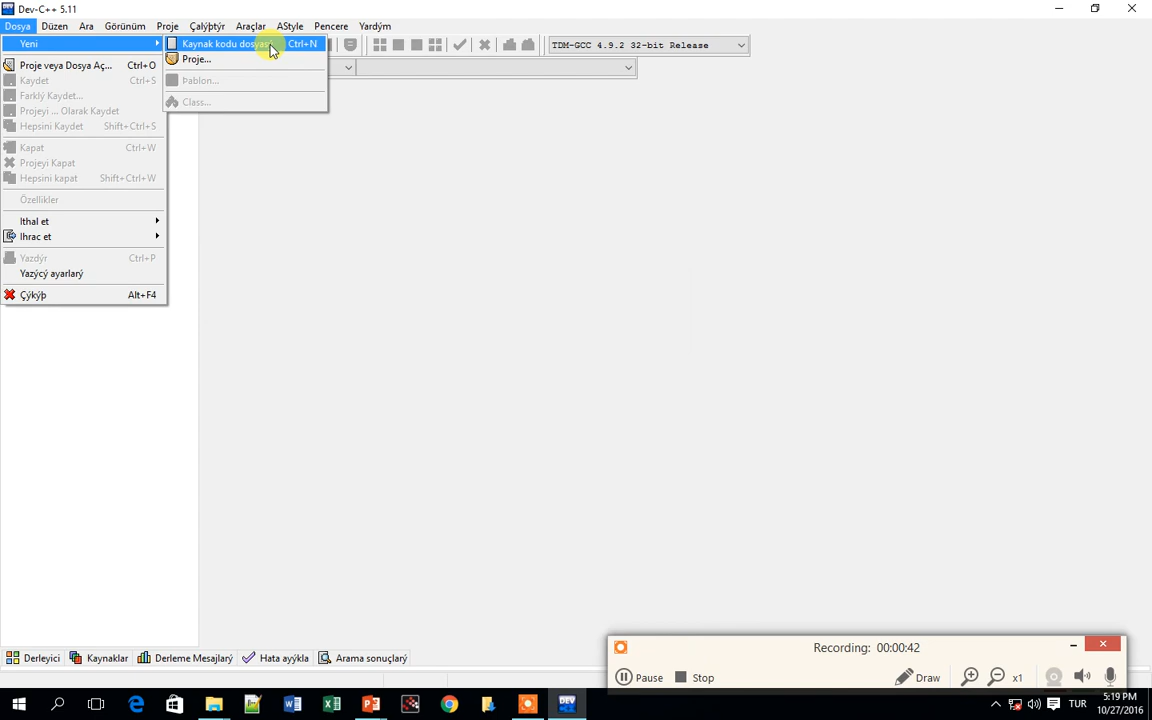 Dev-C++ 5.11
Dosya Düzen Ara Görünüm Proje Çalýþtýr Araçlar AStyle Pencere Yardým
Yeni
Kaynak kodu dosyasý Ctrl+N
TDM-GCC 4.9.2 32-bit Release
Proje...
Proje veya Dosya Aç... Ctrl+O
Kaydet Ctrl+S
Þablon...
Farklý Kaydet...
Class...
Projeyi ... Olarak Kaydet
Hepsini Kaydet Shift+Ctrl+S
Kapat Ctrl+W
Projeyi Kapat
Hepsini kapat Shift+Ctrl+W
Özellikler
Ithal et
Ihrac et
Yazdýr Ctrl+P
Yazýcý ayarlarý
Çýkýþ Alt+F4
Derleyici Kaynaklar Derleme Mesajlarý Hata ayýkla Arama sonuçlarý
Recording: 00:00:42
Pause Stop Draw x1
TUR
5:19 PM
10/27/2016